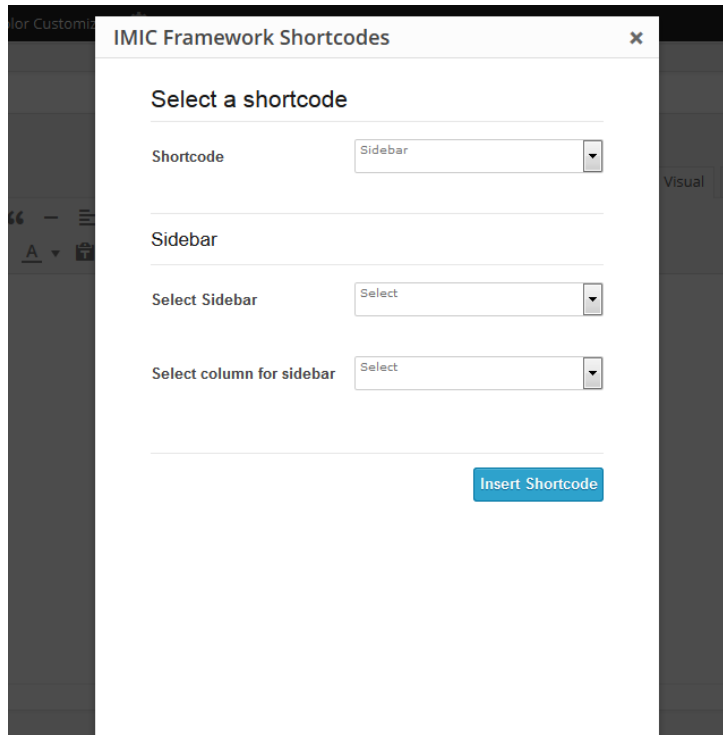 lor Customiz
IMIC Framework Shortcodes
Select a shortcode
Shortcode
Sidebar
Visual
Sidebar
A
Select Sidebar
Select
Select column for sidebar
Select
Insert Shortcode